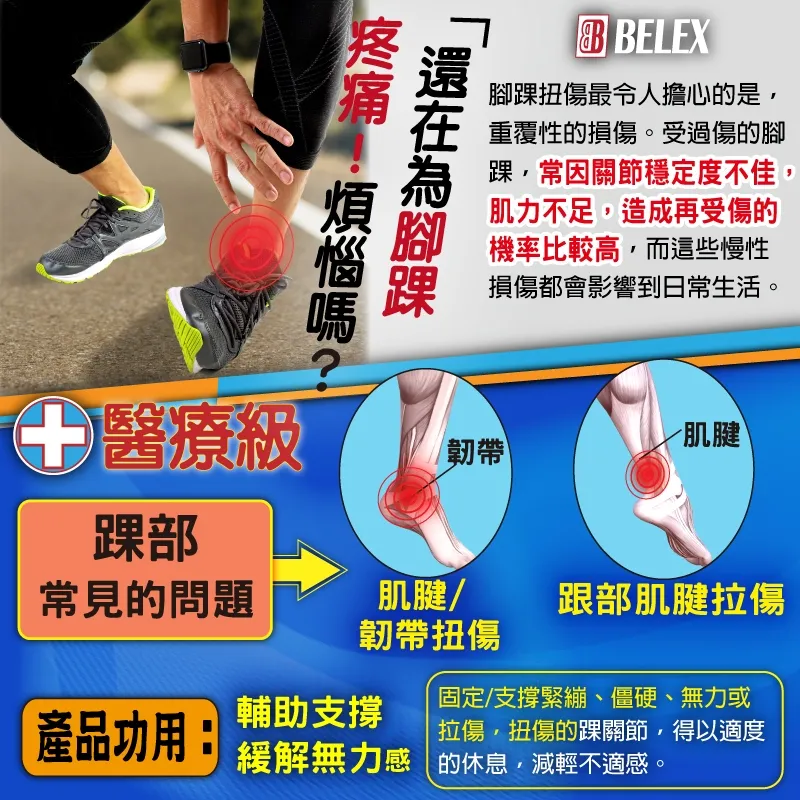 「還在為腳踝
疼痛！煩惱嗎？
BB BELEX
腳踝扭傷最令人擔心的是，
重覆性的損傷。受過傷的腳
踝，常因關節穩定度不佳，
肌力不足，造成再受傷的
機率比較高，而這些慢性
損傷都會影響到日常生活。
醫療級
踝部
常見的問題
韌帶
肌腱/
韌帶扭傷
肌腱
跟部肌腱拉傷
產品功用：
輔助支撐
緩解無力感
固定/支撐緊繃、僵硬、無力或
拉傷，扭傷的踝關節，得以適度
的休息，減輕不適感。